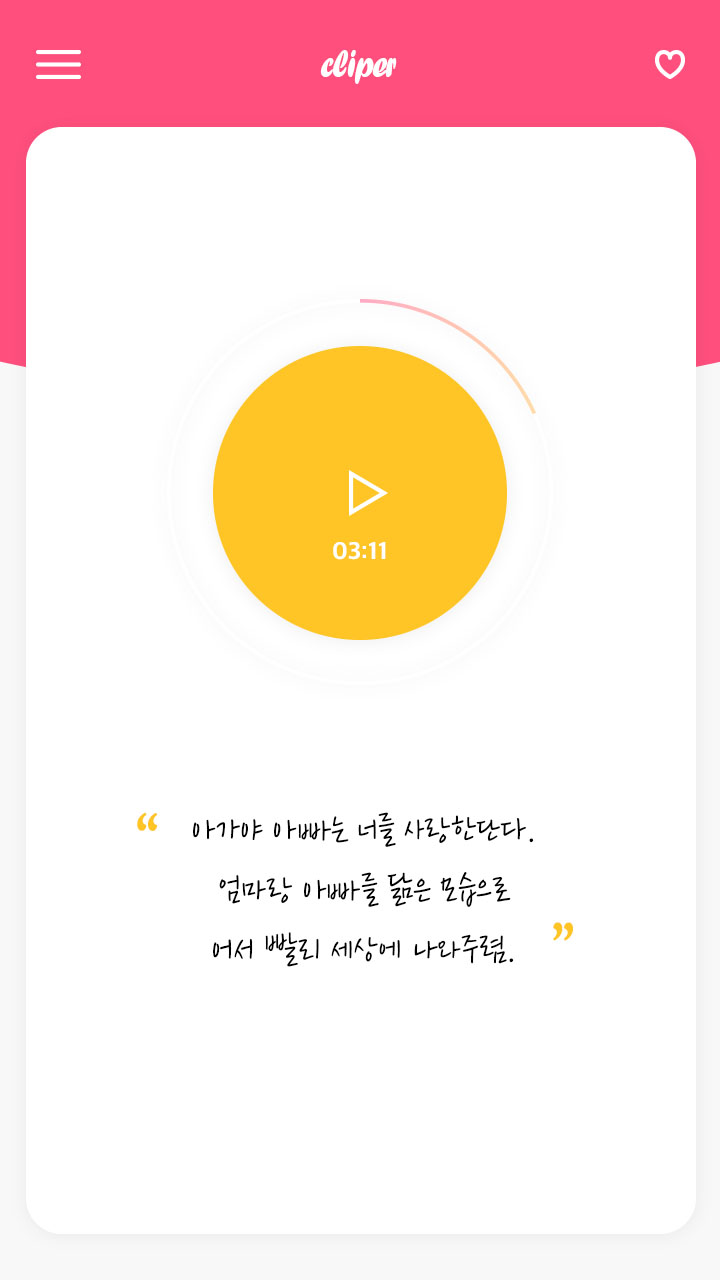 cliper
03:11
“ 아가야 아빠는 너를 사랑한단다.
엄마랑 아빠를 닮은 모습으로
어서 빨리 세상에 나와주렴. ”